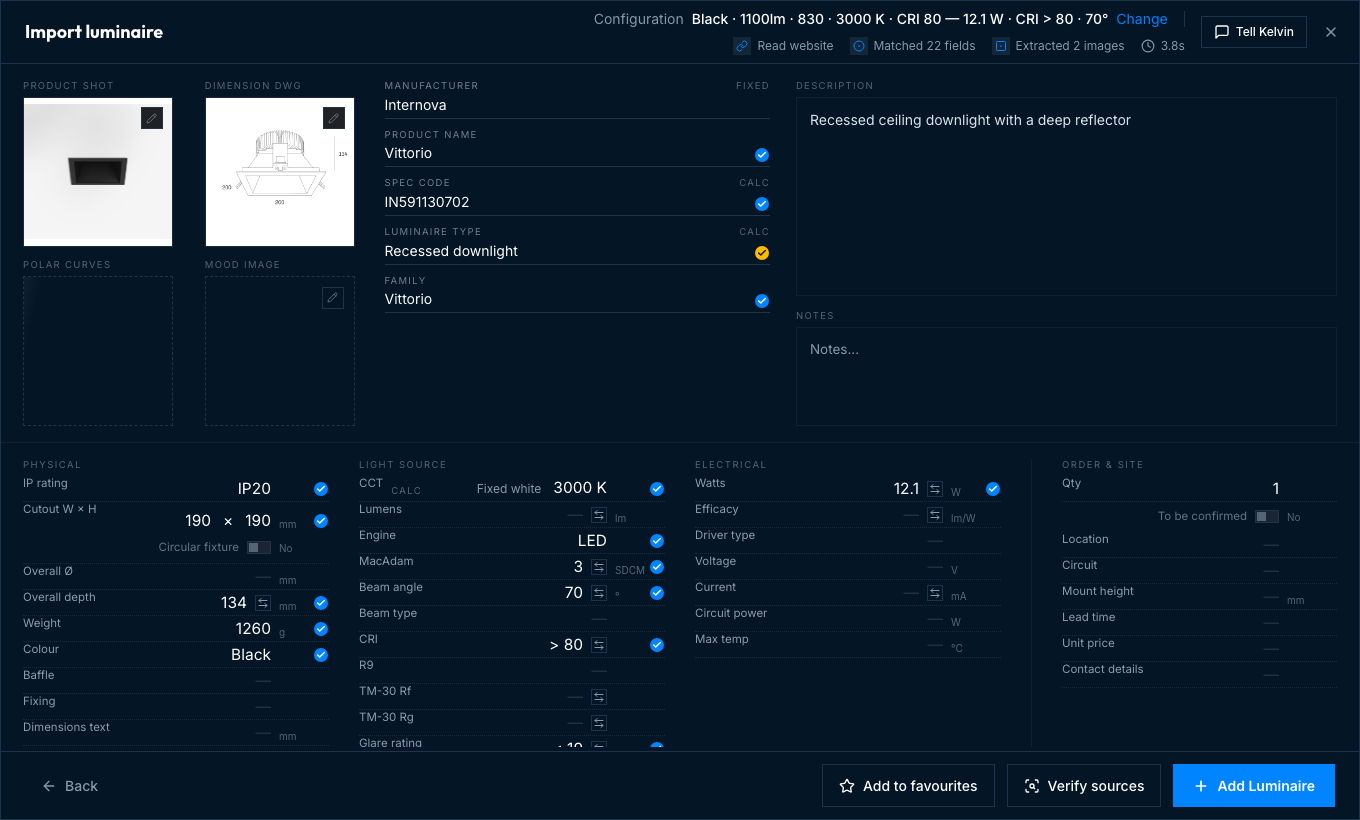 Import luminaire
Configuration Black · 1100lm · 830 · 3000 K · CRI 80 — 12.1 W · CRI > 80 · 70° Change
Read website Matched 22 fields Extracted 2 images 3.8s
Tell Kelvin
PRODUCT SHOT
DIMENSION DWG
134
200
200
POLAR CURVES
MOOD IMAGE
MANUFACTURER FIXED
Internova
PRODUCT NAME
Vittorio
SPEC CODE CALC
IN591130702
LUMINAIRE TYPE CALC
Recessed downlight
FAMILY
Vittorio
DESCRIPTION
Recessed ceiling downlight with a deep reflector
NOTES
Notes...
PHYSICAL
IP rating IP20
Cutout W × H 190 × 190 mm
Circular fixture No
Overall Ø — mm
Overall depth 134 mm
Weight 1260 g
Colour Black
Baffle —
Fixing —
Dimensions text — mm
LIGHT SOURCE
CCT CALC Fixed white 3000 K
Lumens — lm
Engine LED
MacAdam 3 SDCM
Beam angle 70 °
Beam type —
CRI > 80
R9 —
TM-30 Rf —
TM-30 Rg —
Glare rating < 19
ELECTRICAL
Watts 12.1 W
Efficacy — lm/W
Driver type —
Voltage — V
Current — mA
Circuit power — W
Max temp — °C
ORDER & SITE
Qty 1
To be confirmed No
Location —
Circuit —
Mount height — mm
Lead time —
Unit price —
Contact details —
Back
Add to favourites
Verify sources
Add Luminaire